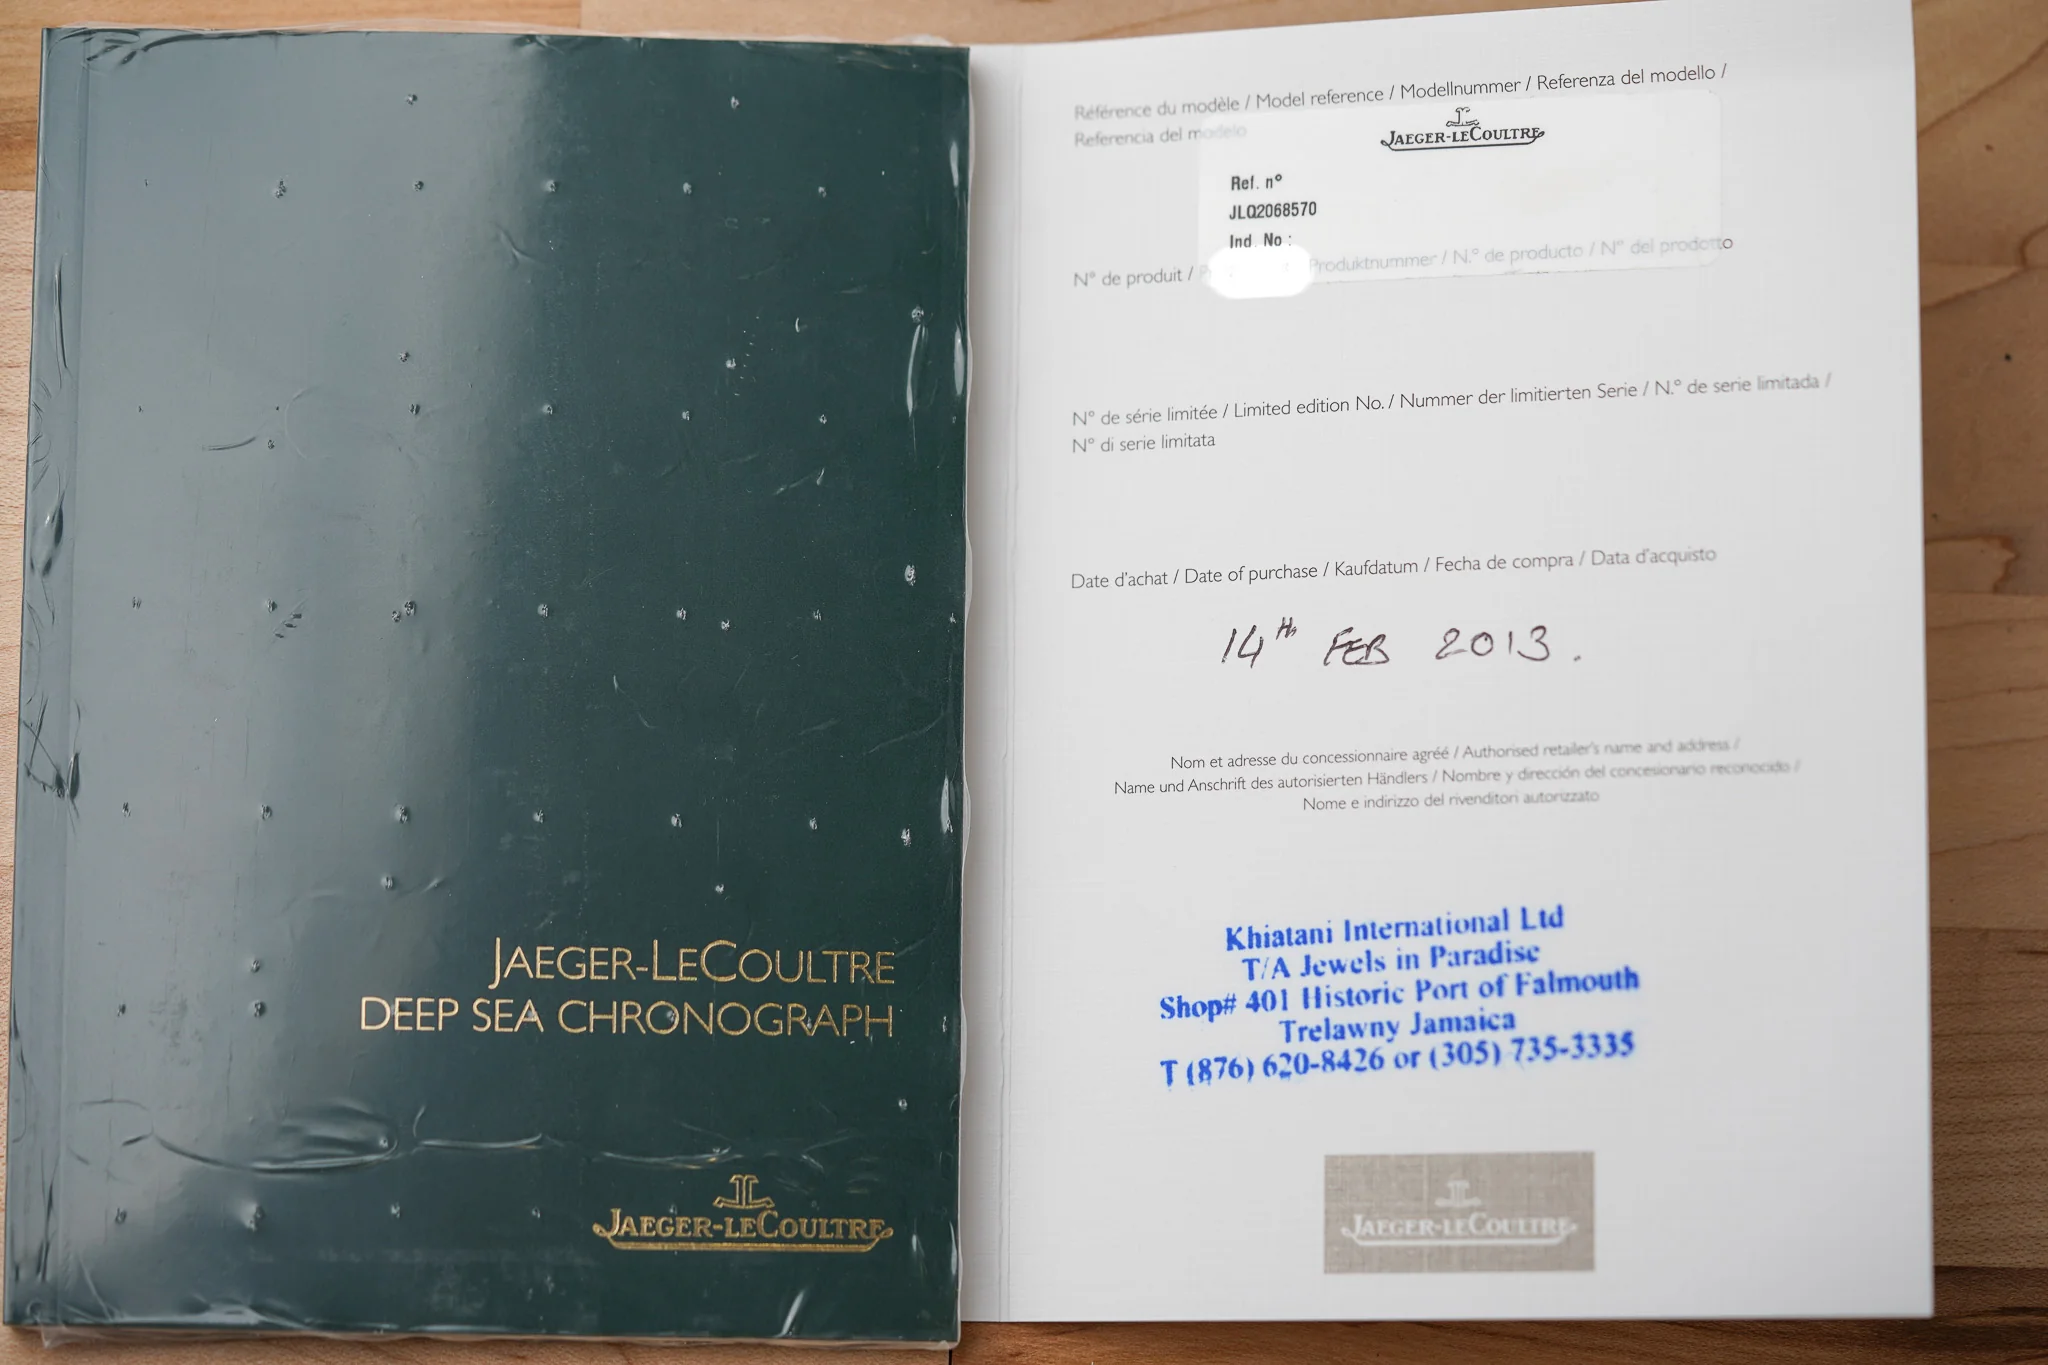 JAEGER-LECOULTRE
DEEP SEA CHRONOGRAPH
JAEGER-LECOULTRE
Référence du modèle / Model reference / Modellnummer / Referenza del modello /
Referencia del modelo
JAEGER-LECOULTRE
Ref. n°
JLQ2068570
Ind. No :
N° de produit / Produktnummer / N.° de producto / N° del prodotto
N° de série limitée / Limited edition No. / Nummer der limitierten Serie / N.° de serie limitada /
N° di serie limitata
Date d'achat / Date of purchase / Kaufdatum / Fecha de compra / Data d'acquisto
14th FEB 2013.
Nom et adresse du concessionnaire agréé / Authorised retailer's name and address /
Name und Anschrift des autorisierten Händlers / Nombre y dirección del concesionario reconocido /
Nome e indirizzo del rivenditori autorizzato
Khiatani International Ltd
T/A Jewels in Paradise
Shop# 401 Historic Port of Falmouth
Trelawny Jamaica
T (876) 620-8426 or (305) 735-3335
JAEGER-LECOULTRE